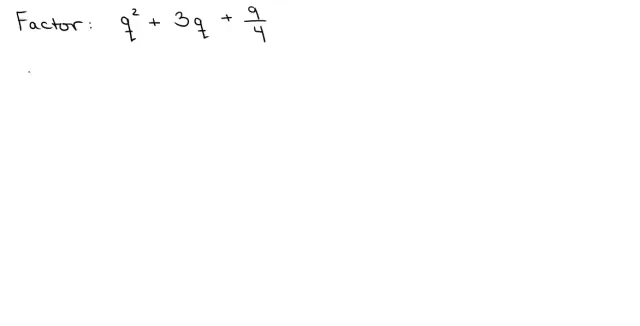 Factor: q² + 3q + 9/4